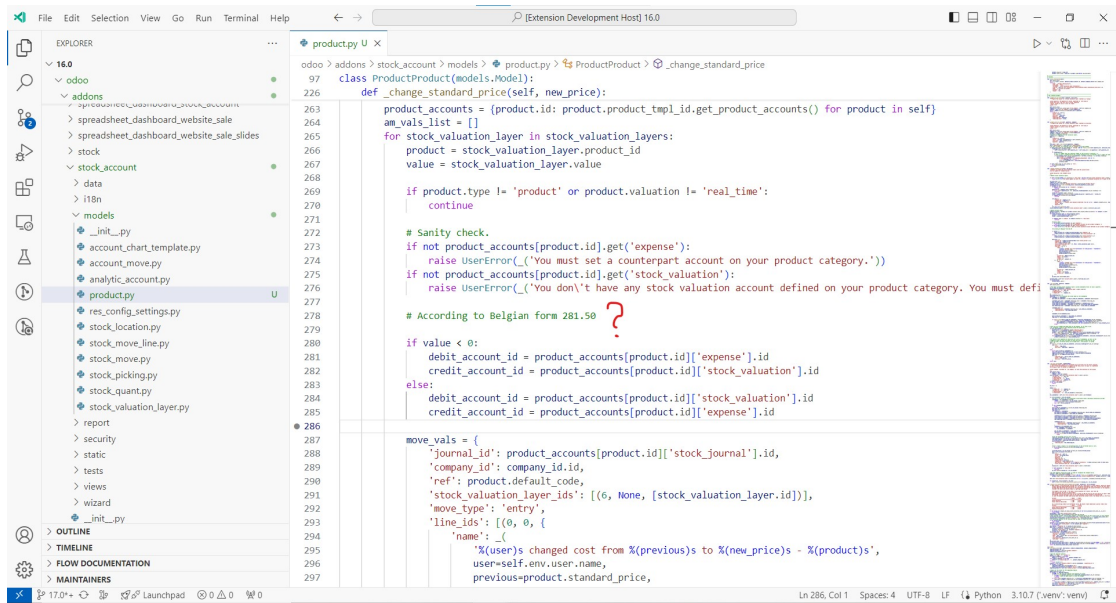 File Edit Selection View Go Run Terminal Help
[Extension Development Host] 16.0
EXPLORER
16.0
odoo
addons
spreadsheet_dashboard_stock_account
spreadsheet_dashboard_website_sale
spreadsheet_dashboard_website_sale_slides
stock
stock_account
data
i18n
models
__init__.py
account_chart_template.py
account_move.py
analytic_account.py
product.py U
res_config_settings.py
stock_location.py
stock_move_line.py
stock_move.py
stock_picking.py
stock_quant.py
stock_valuation_layer.py
report
security
static
tests
views
wizard
__init__.py
OUTLINE
TIMELINE
FLOW DOCUMENTATION
MAINTAINERS
2
product.py U
odoo > addons > stock_account > models > product.py > ProductProduct > _change_standard_price
97 class ProductProduct(models.Model):
226 def _change_standard_price(self, new_price):
263 product_accounts = {product.id: product.product_tmpl_id.get_product_accounts() for product in self}
264 am_vals_list = []
265 for stock_valuation_layer in stock_valuation_layers:
266 product = stock_valuation_layer.product_id
267 value = stock_valuation_layer.value
268
269 if product.type != 'product' or product.valuation != 'real_time':
270 continue
271
272 # Sanity check.
273 if not product_accounts[product.id].get('expense'):
274 raise UserError(_('You must set a counterpart account on your product category.'))
275 if not product_accounts[product.id].get('stock_valuation'):
276 raise UserError(_('You don\'t have any stock valuation account defined on your product category. You must defi
277
278 # According to Belgian form 281.50 ?
279
280 if value < 0:
281 debit_account_id = product_accounts[product.id]['expense'].id
282 credit_account_id = product_accounts[product.id]['stock_valuation'].id
283 else:
284 debit_account_id = product_accounts[product.id]['stock_valuation'].id
285 credit_account_id = product_accounts[product.id]['expense'].id
286
287 move_vals = {
288 'journal_id': product_accounts[product.id]['stock_journal'].id,
289 'company_id': company_id.id,
290 'ref': product.default_code,
291 'stock_valuation_layer_ids': [(6, None, [stock_valuation_layer.id])],
292 'move_type': 'entry',
293 'line_ids': [(0, 0, {
294 'name': _(
295 '%(user)s changed cost from %(previous)s to %(new_price)s - %(product)s',
296 user=self.env.user.name,
297 previous=product.standard_price,
17.0*+ Launchpad 0 0 0 Ln 286, Col 1 Spaces: 4 UTF-8 LF Python 3.10.7 ('.venv': venv)